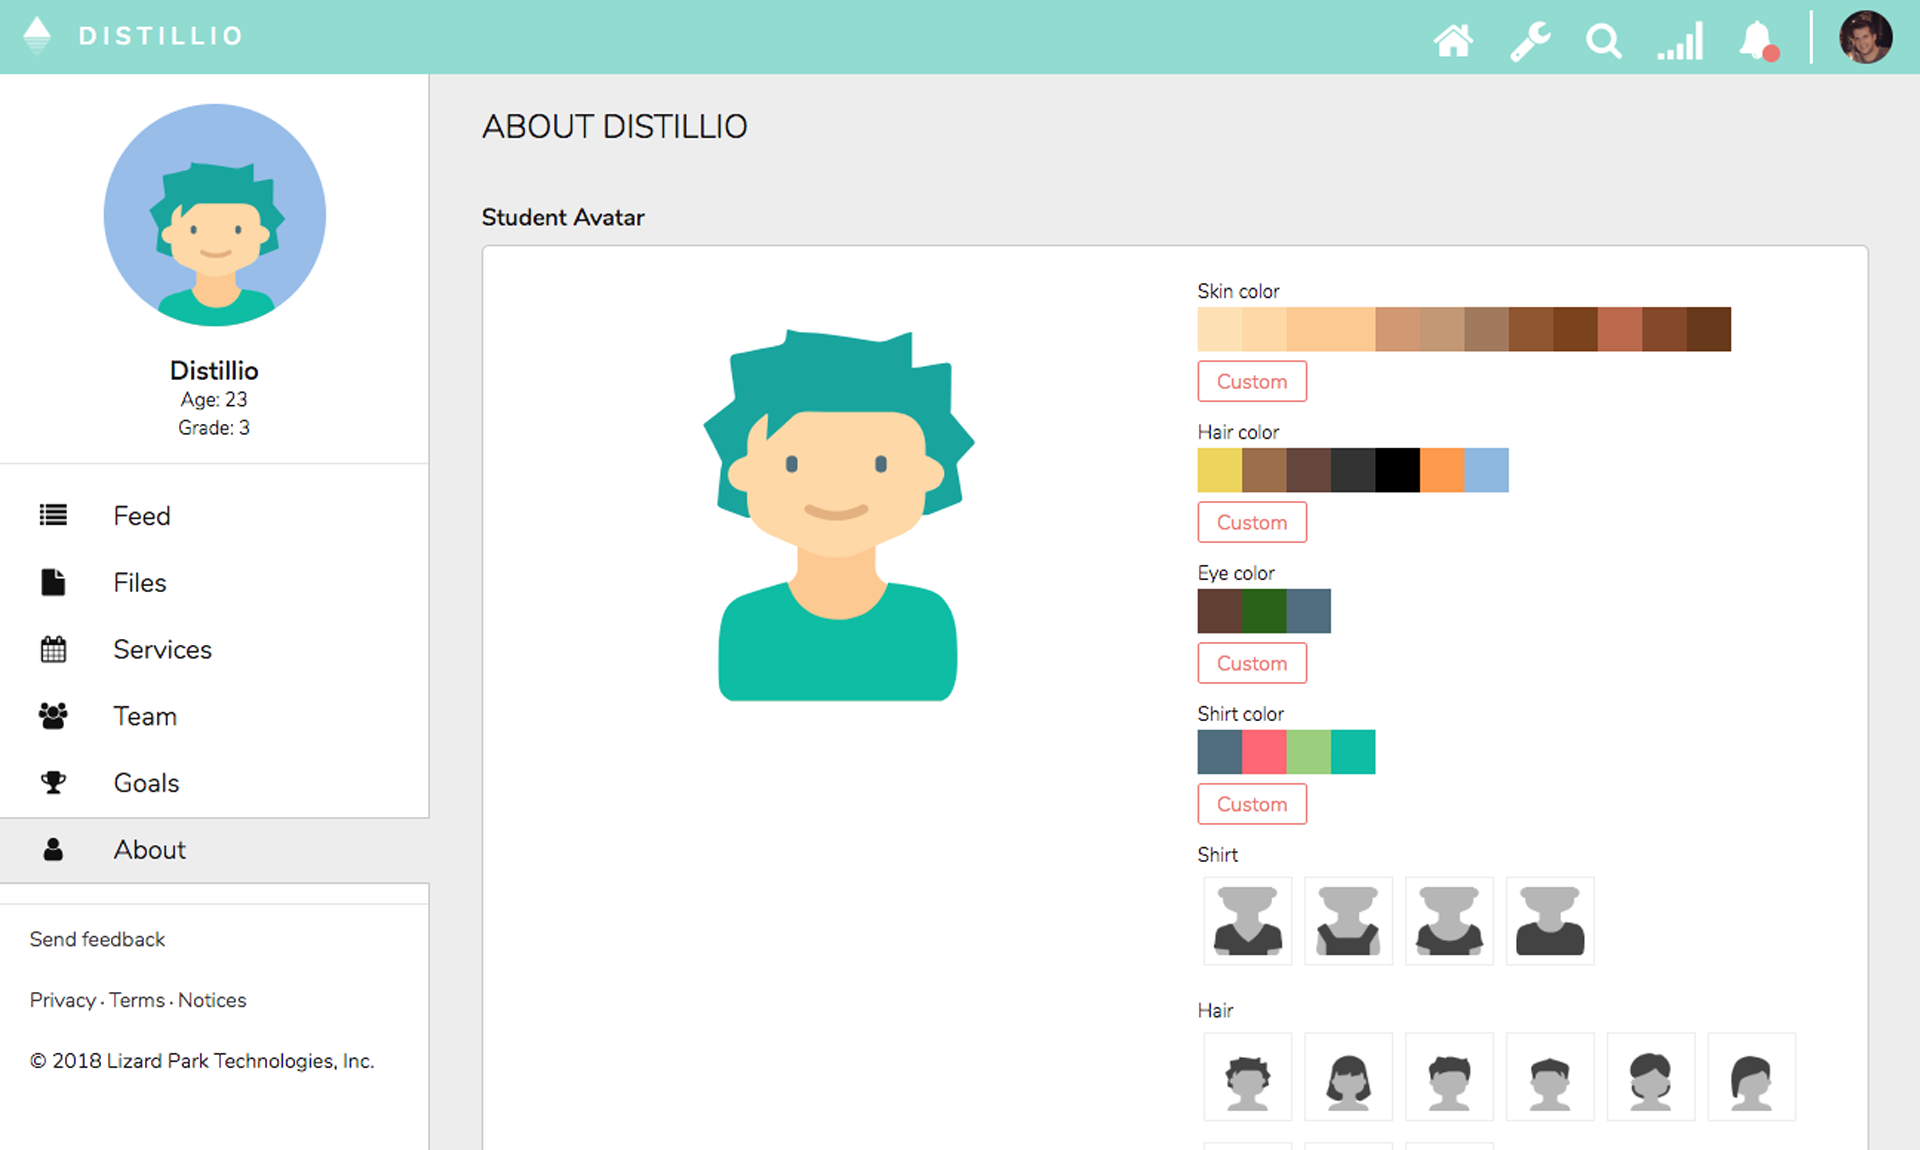 DISTILLIO
Distillio
Age: 23
Grade: 3
Feed
Files
Services
Team
Goals
About
Send feedback
Privacy · Terms · Notices
© 2018 Lizard Park Technologies, Inc.
ABOUT DISTILLIO
Student Avatar
Skin color
Custom
Hair color
Custom
Eye color
Custom
Shirt color
Custom
Shirt
Hair